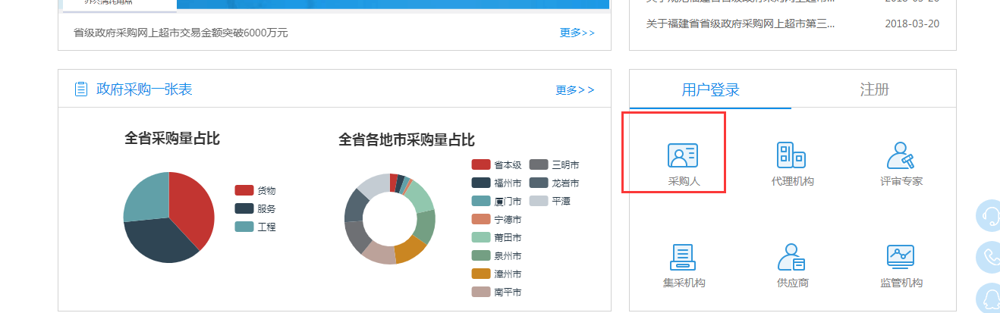 省级政府采购网上超市交易金额突破6000万元
更多>>
2018-03-20
关于福建省省级政府采购网上超市第三...
2018-03-20
政府采购一张表
更多>>
全省采购量占比
货物
服务
工程
全省各地市采购量占比
省本级
福州市
厦门市
宁德市
莆田市
泉州市
漳州市
南平市
三明市
龙岩市
平潭
用户登录
注册
采购人
代理机构
评审专家
集采机构
供应商
监管机构